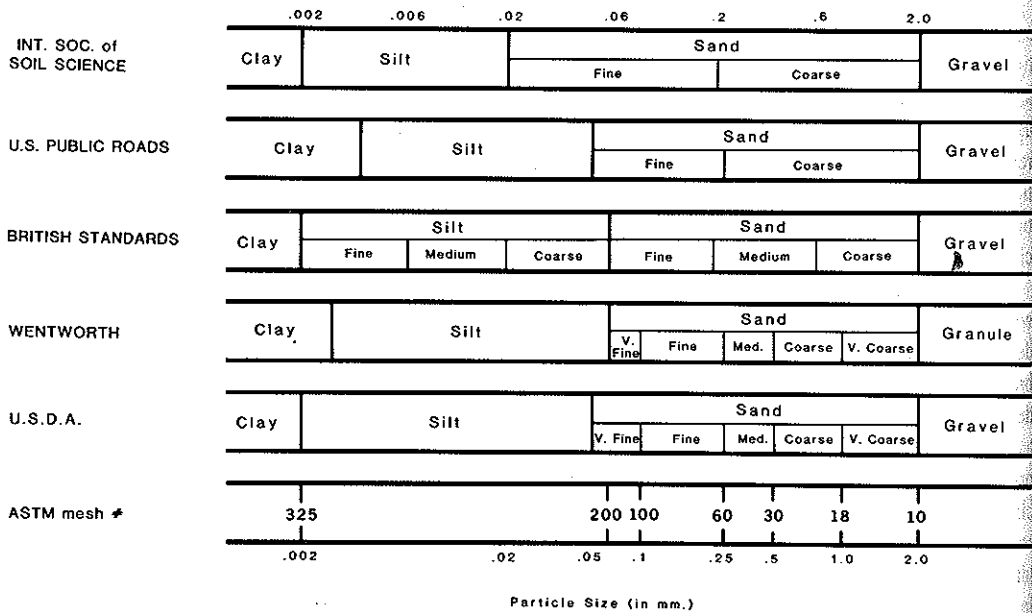 .002 .006 .02 .06 .2 .6 2.0
INT. SOC. of
SOIL SCIENCE
Clay Silt Sand Gravel
Fine Coarse
U.S. PUBLIC ROADS
Clay Silt Sand Gravel
Fine Coarse
BRITISH STANDARDS
Clay Silt Sand Gravel
Fine Medium Coarse Fine Medium Coarse
WENTWORTH
Clay Silt Sand Granule
V. Fine Fine Med. Coarse V. Coarse
U.S.D.A.
Clay Silt Sand Gravel
V. Fine Fine Med. Coarse V. Coarse
ASTM mesh # 325 200 100 60 30 18 10
.002 .02 .05 .1 .25 .5 1.0 2.0
Particle Size (in mm.)